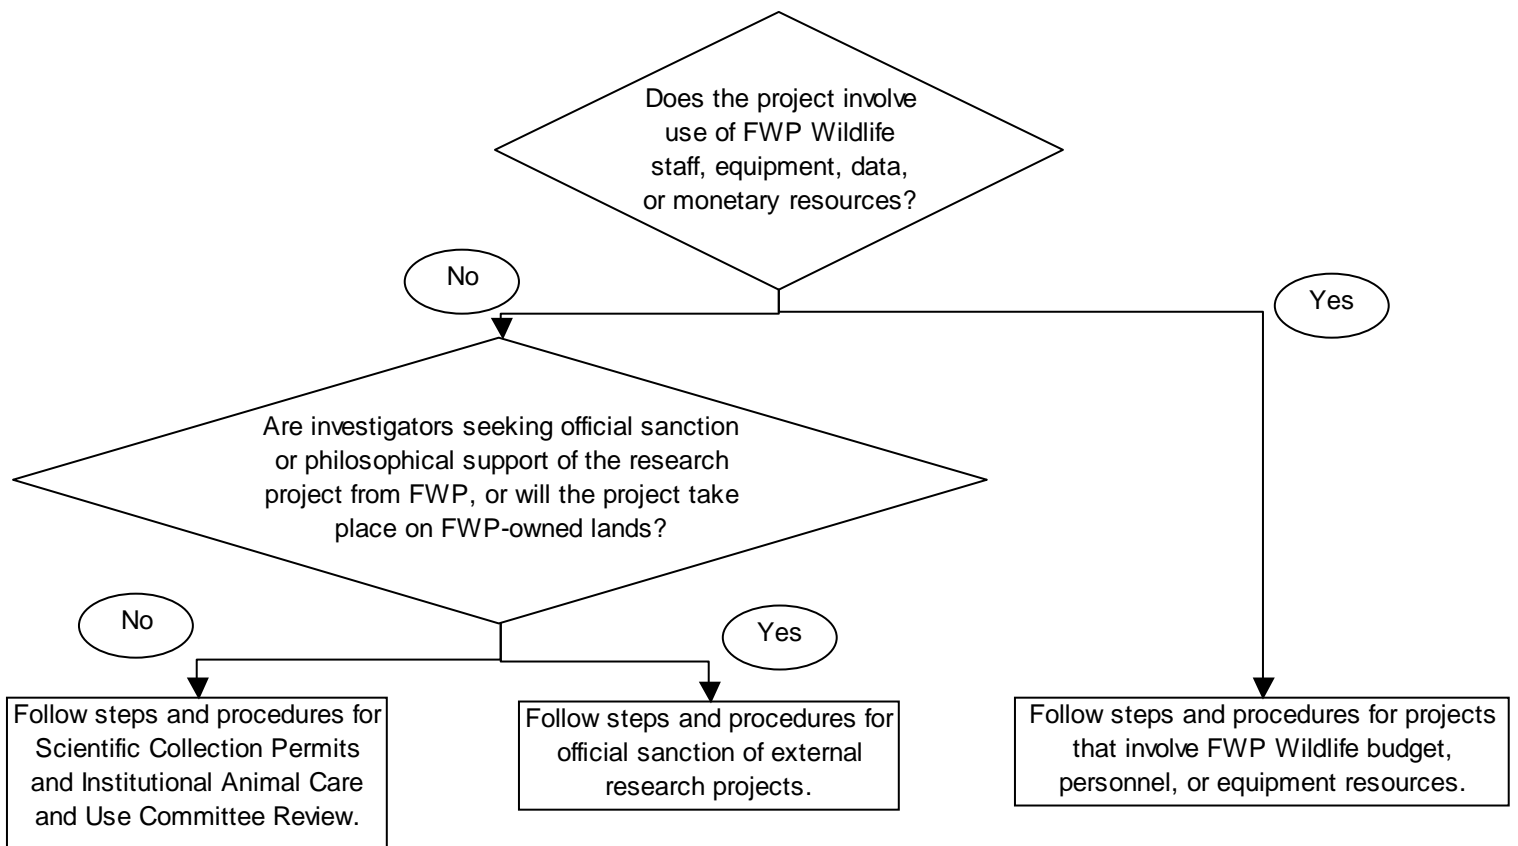 Does the project involve
use of FWP Wildlife
staff, equipment, data,
or monetary resources?
No
Yes
Are investigators seeking official sanction
or philosophical support of the research
project from FWP, or will the project take
place on FWP-owned lands?
No
Yes
Follow steps and procedures for
Scientific Collection Permits
and Institutional Animal Care
and Use Committee Review.
Follow steps and procedures for
official sanction of external
research projects.
Follow steps and procedures for projects
that involve FWP Wildlife budget,
personnel, or equipment resources.